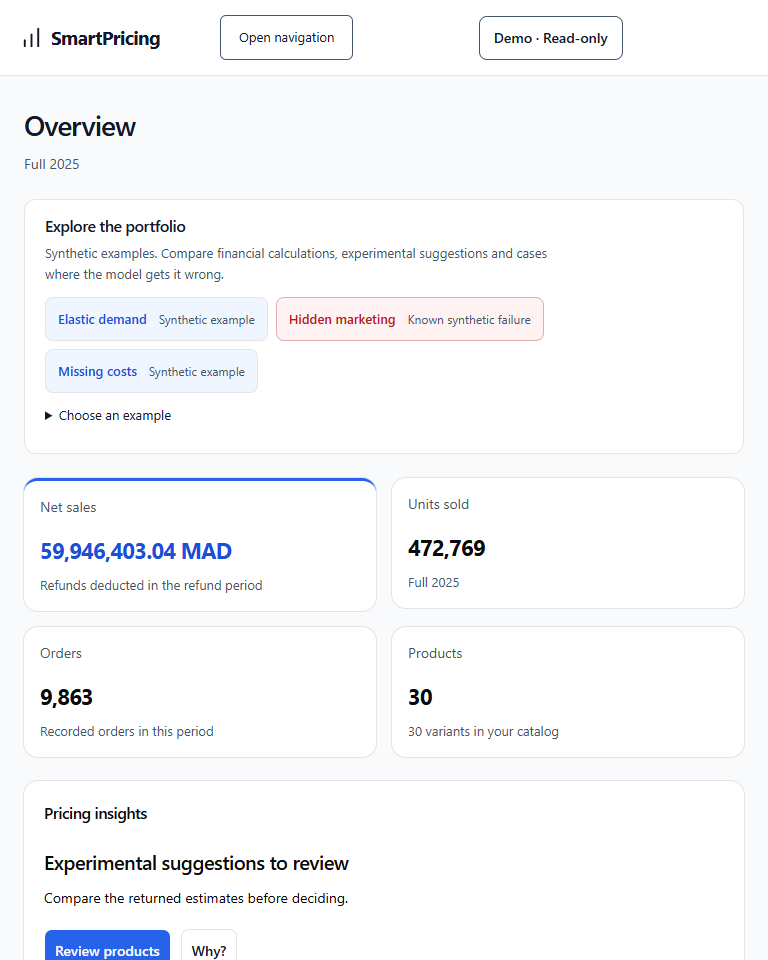 SmartPricing
Open navigation
Demo · Read-only
Overview
Full 2025
Explore the portfolio
Synthetic examples. Compare financial calculations, experimental suggestions and cases
where the model gets it wrong.
Elastic demand Synthetic example
Hidden marketing Known synthetic failure
Missing costs Synthetic example
Choose an example
Net sales
59,946,403.04 MAD
Refunds deducted in the refund period
Units sold
472,769
Full 2025
Orders
9,863
Recorded orders in this period
Products
30
30 variants in your catalog
Pricing insights
Experimental suggestions to review
Compare the returned estimates before deciding.
Review products
Why?